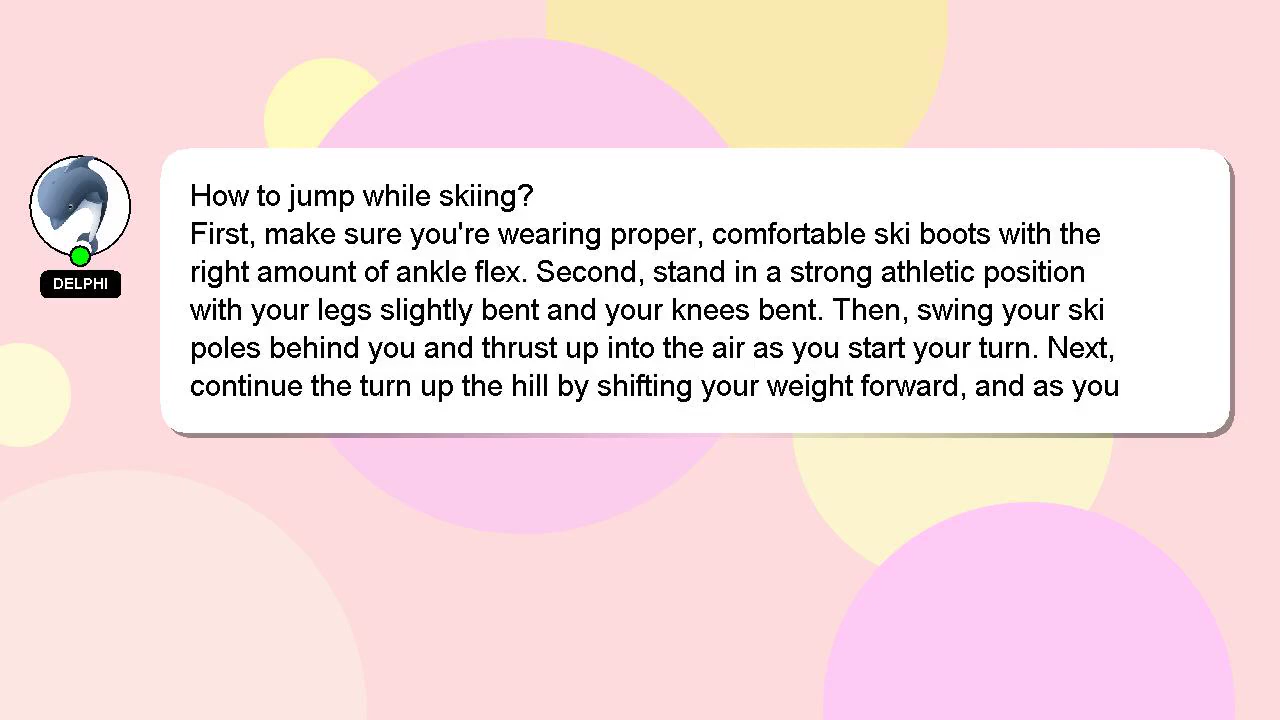 How to jump while skiing?
First, make sure you're wearing proper, comfortable ski boots with the
right amount of ankle flex. Second, stand in a strong athletic position
with your legs slightly bent and your knees bent. Then, swing your ski
poles behind you and thrust up into the air as you start your turn. Next,
continue the turn up the hill by shifting your weight forward, and as you
DELPHI